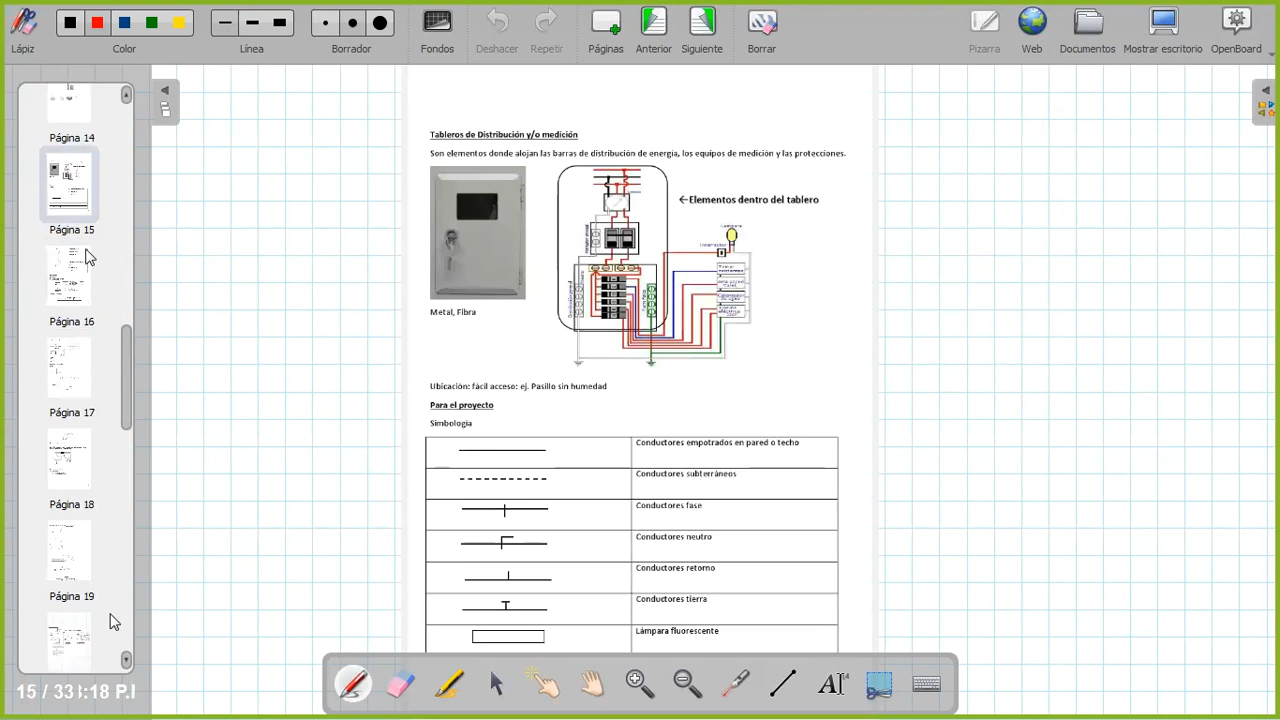 Lápiz
Color
Línea
Borrador
Fondos
Deshacer
Repetir
Páginas
Anterior
Siguiente
Borrar
Pizarra
Web
Documentos
Mostrar escritorio
OpenBoard
Página 14
Página 15
Página 16
Página 17
Página 18
Página 19
15 / 33
Tableros de Distribución y/o medición
Son elementos donde alojan las barras de distribución de energía, los equipos de medición y las protecciones.
←Elementos dentro del tablero
Metal, Fibra
Ubicación: fácil acceso: ej. Pasillo sin humedad
Para el proyecto
Simbología
Conductores empotrados en pared o techo
Conductores subterráneos
Conductores fase
Conductores neutro
Conductores retorno
Conductores tierra
Lámpara fluorescente